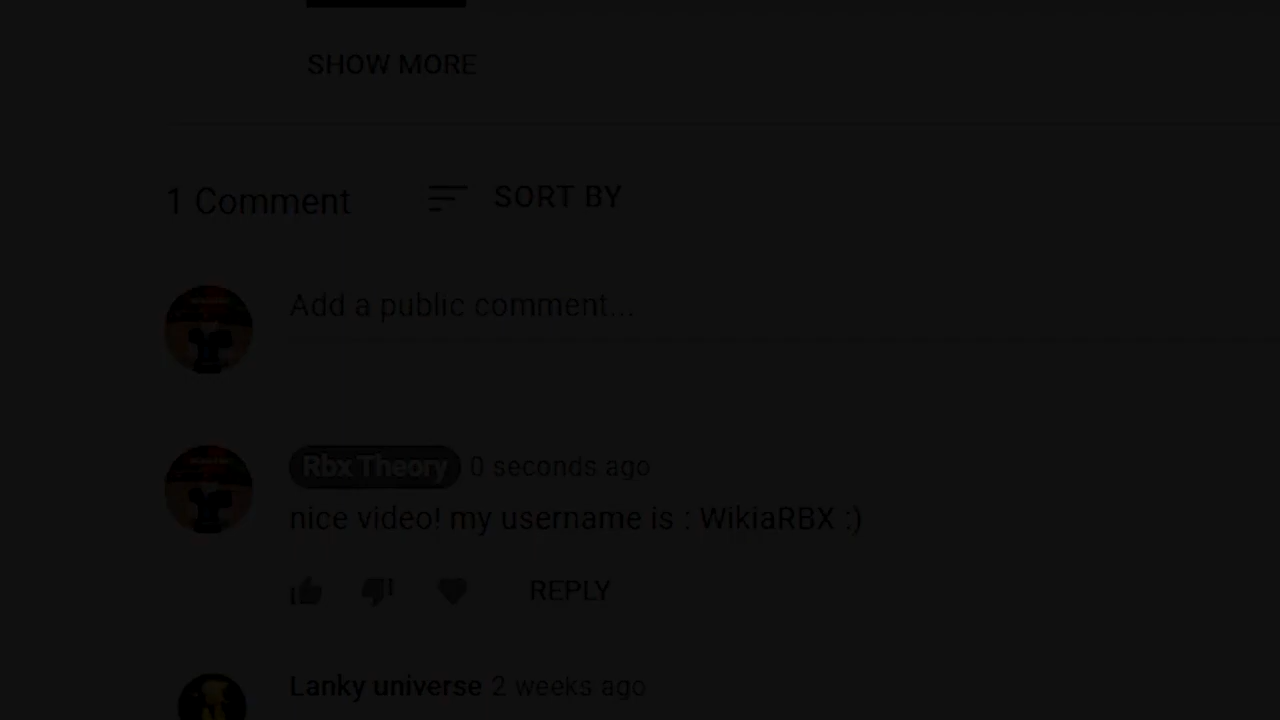 SHOW MORE
1 Comment
SORT BY
Add a public comment...
Rbx Theory 0 seconds ago
nice video! my username is : WikiaRBX :)
REPLY
Lanky universe 2 weeks ago